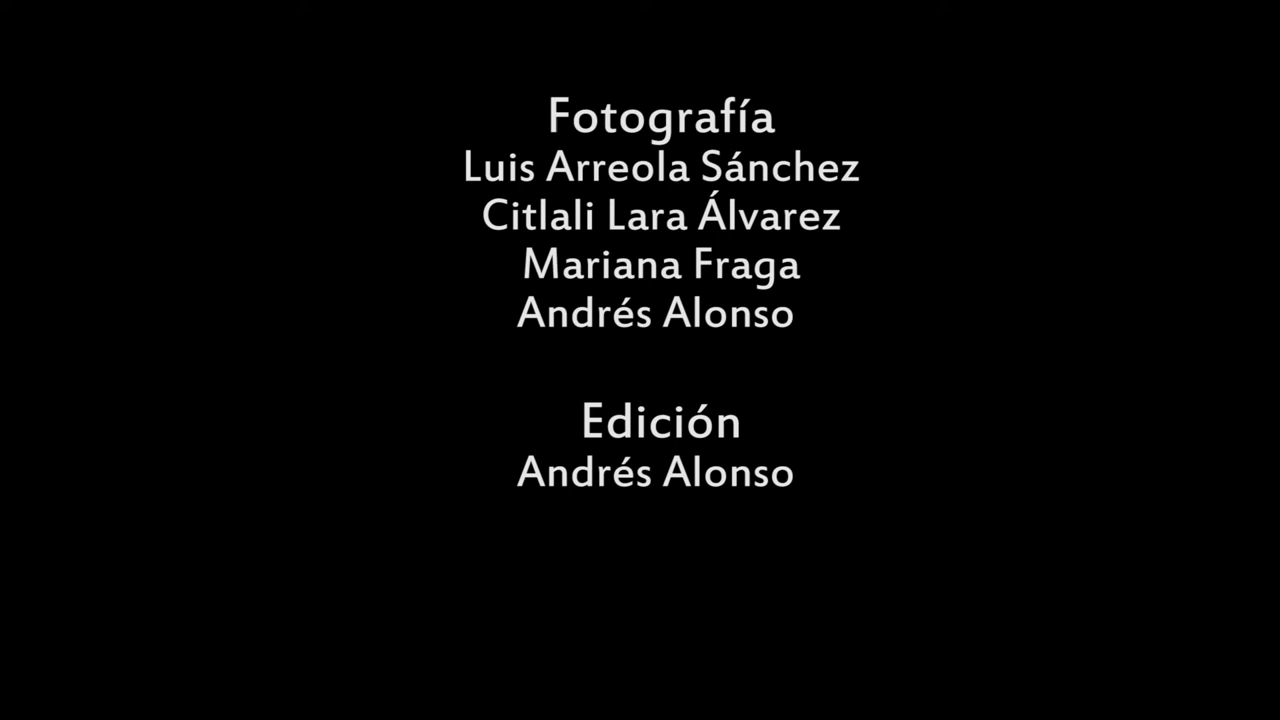 Fotografía
Luis Arreola Sánchez
Citlali Lara Álvarez
Mariana Fraga
Andrés Alonso
Edición
Andrés Alonso